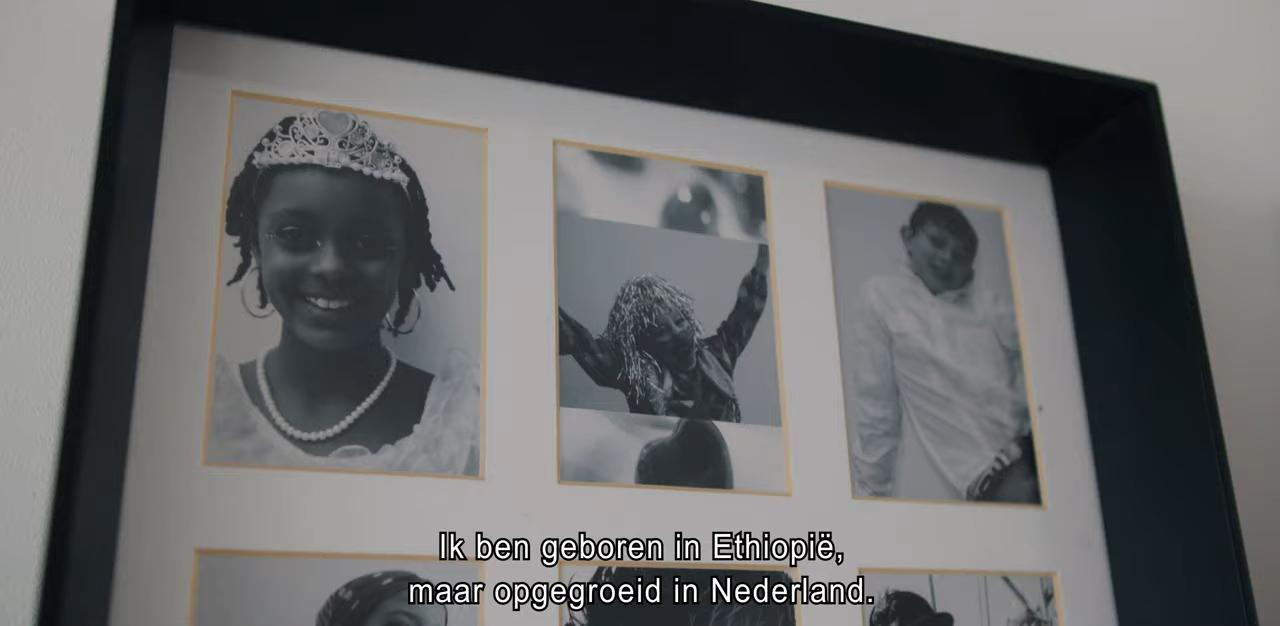 Ik ben geboren in Ethiopië,
maar opgegroeid in Nederland.